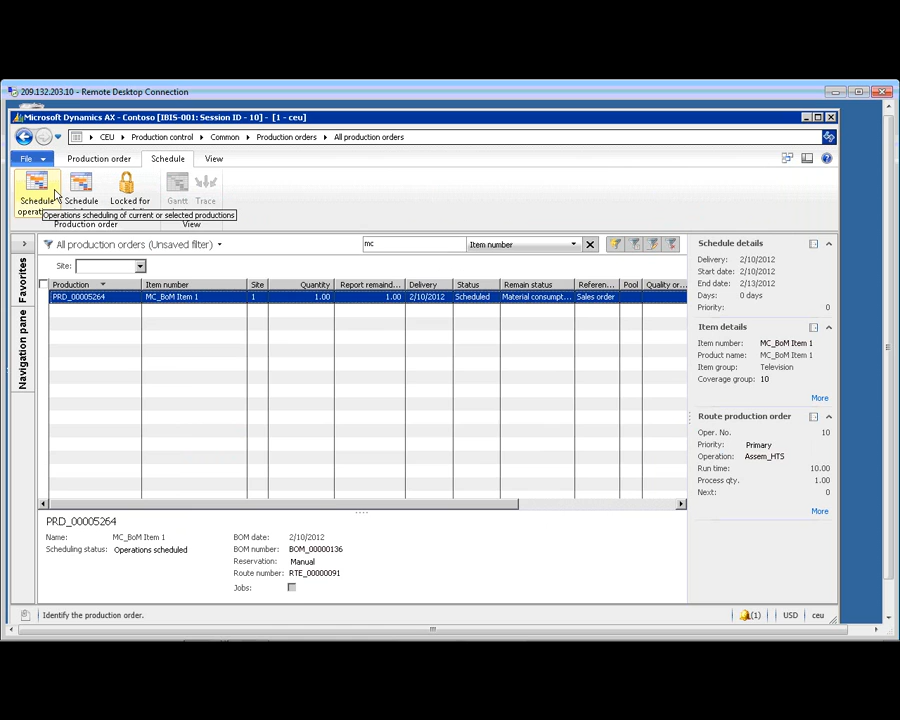 209.132.203.10 - Remote Desktop Connection
Microsoft Dynamics AX - Contoso [IBIS-001: Session ID - 10] - [1 - ceu]
CEU Production control Common Production orders All production orders
File Production order Schedule View
Schedule Schedule Locked for Gantt Trace
Operations scheduling of current or selected productions
Production order View
All production orders (Unsaved filter) mc Item number
Site:
Favorites
Navigation pane
Production Item number Site Quantity Report remaind... Delivery Status Remain status Referen... Pool Quality or...
PRD_00005264 MC_BoM Item 1 1 1.00 1.00 2/10/2012 Scheduled Material consumpt... Sales order
Schedule details
Delivery: 2/10/2012
Start date: 2/10/2012
End date: 2/13/2012
Days: 0 days
Priority: 0
Item details
Item number: MC_BoM Item 1
Product name: MC_BoM Item 1
Item group: Television
Coverage group: 10
More
Route production order
Oper. No. 10
Priority: Primary
Operation: Assem_HTS
Run time: 10.00
Process qty. 1.00
Next: 0
More
PRD_00005264
Name: MC_BoM Item 1 BOM date: 2/10/2012
Scheduling status: Operations scheduled BOM number: BOM_00000136
Reservation: Manual
Route number: RTE_00000091
Jobs:
Identify the production order. (1) USD ceu